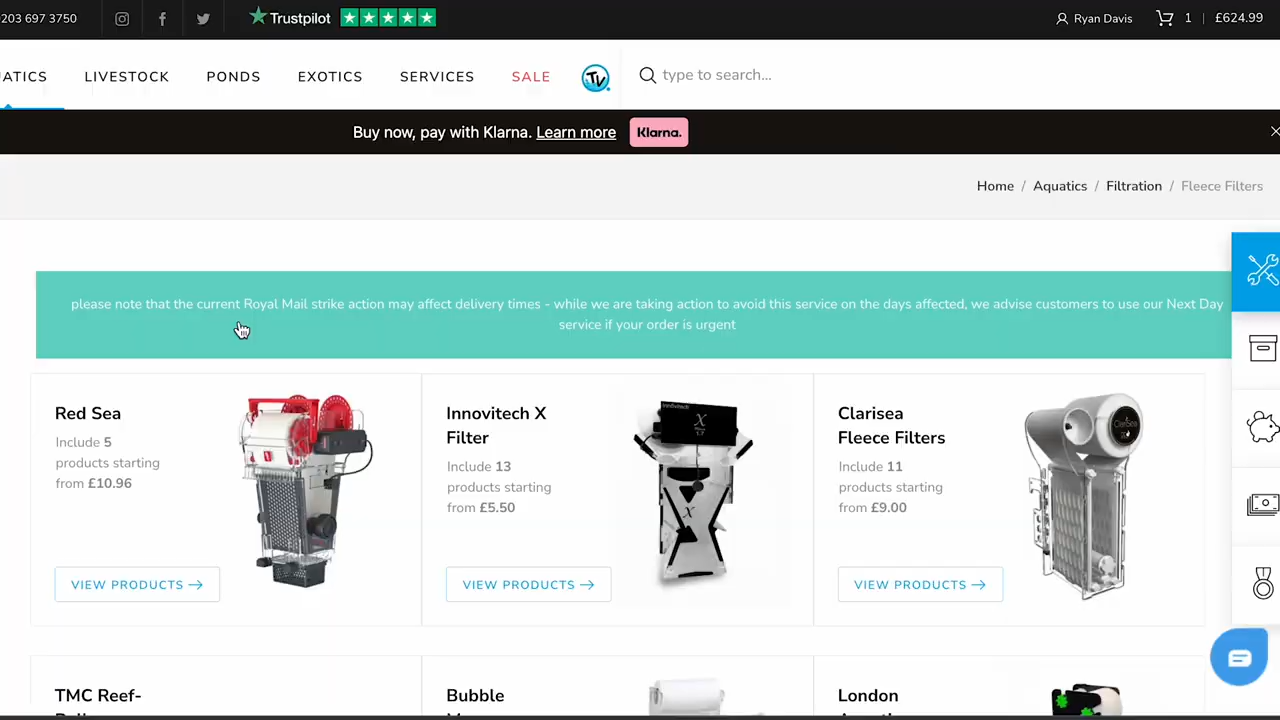 203 697 3750
Trustpilot
Ryan Davis
1 | £624.99
ATICS
LIVESTOCK
PONDS
EXOTICS
SERVICES
SALE
TV
type to search...
Buy now, pay with Klarna. Learn more
Klarna.
Home / Aquatics / Filtration / Fleece Filters
please note that the current Royal Mail strike action may affect delivery times - while we are taking action to avoid this service on the days affected, we advise customers to use our Next Day
service if your order is urgent
Red Sea
Include 5
products starting
from £10.96
VIEW PRODUCTS
Innovitech X
Filter
Include 13
products starting
from £5.50
VIEW PRODUCTS
innovitech
X
X
Clarisea
Fleece Filters
Include 11
products starting
from £9.00
VIEW PRODUCTS
ClariSea
TMC Reef-
Bubble
London